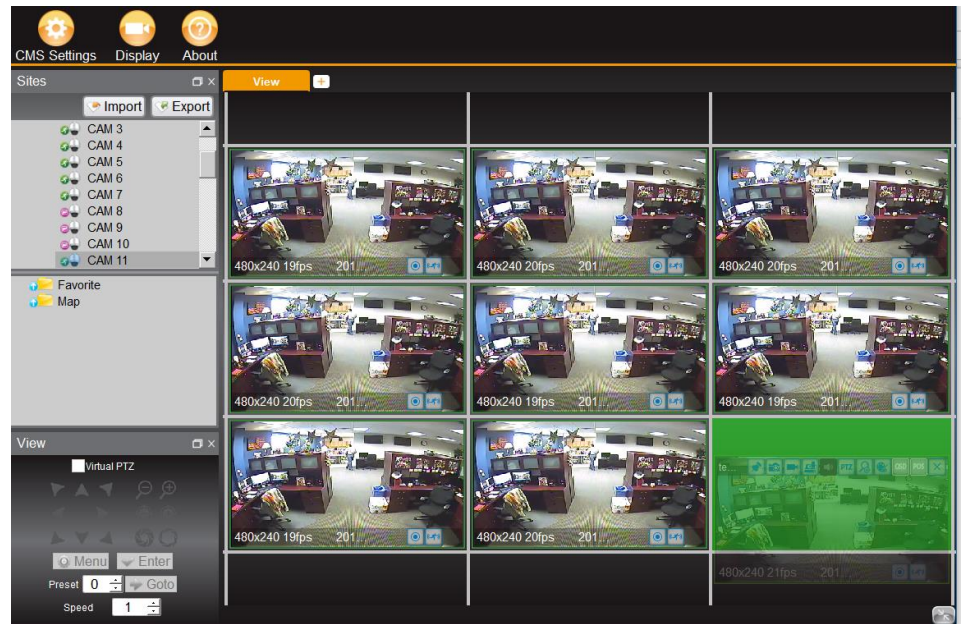 CMS Settings Display About
Sites
View
Import Export
CAM 3
CAM 4
CAM 5
CAM 6
CAM 7
CAM 8
CAM 9
CAM 10
CAM 11
Favorite
Map
View
Virtual PTZ
Menu Enter
Preset 0 Goto
Speed 1
480x240 19fps 201...
480x240 20fps 201...
480x240 20fps 201...
480x240 20fps 201...
480x240 19fps 201...
480x240 19fps 201...
480x240 19fps 201...
480x240 20fps 201...
te... PTZ POS
480x240 21fps 201...